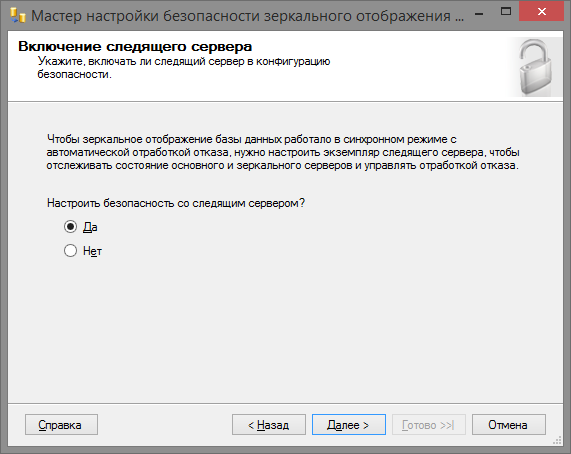 Мастер настройки безопасности зеркального отображения ...
Включение следящего сервера
Укажите, включать ли следящий сервер в конфигурацию
безопасности.
Чтобы зеркальное отображение базы данных работало в синхронном режиме с
автоматической отработкой отказа, нужно настроить экземпляр следящего сервера, чтобы
отслеживать состояние основного и зеркального серверов и управлять отработкой отказа.
Настроить безопасность со следящим сервером?
Да
Нет
Справка
< Назад
Далее >
Готово >>|
Отмена